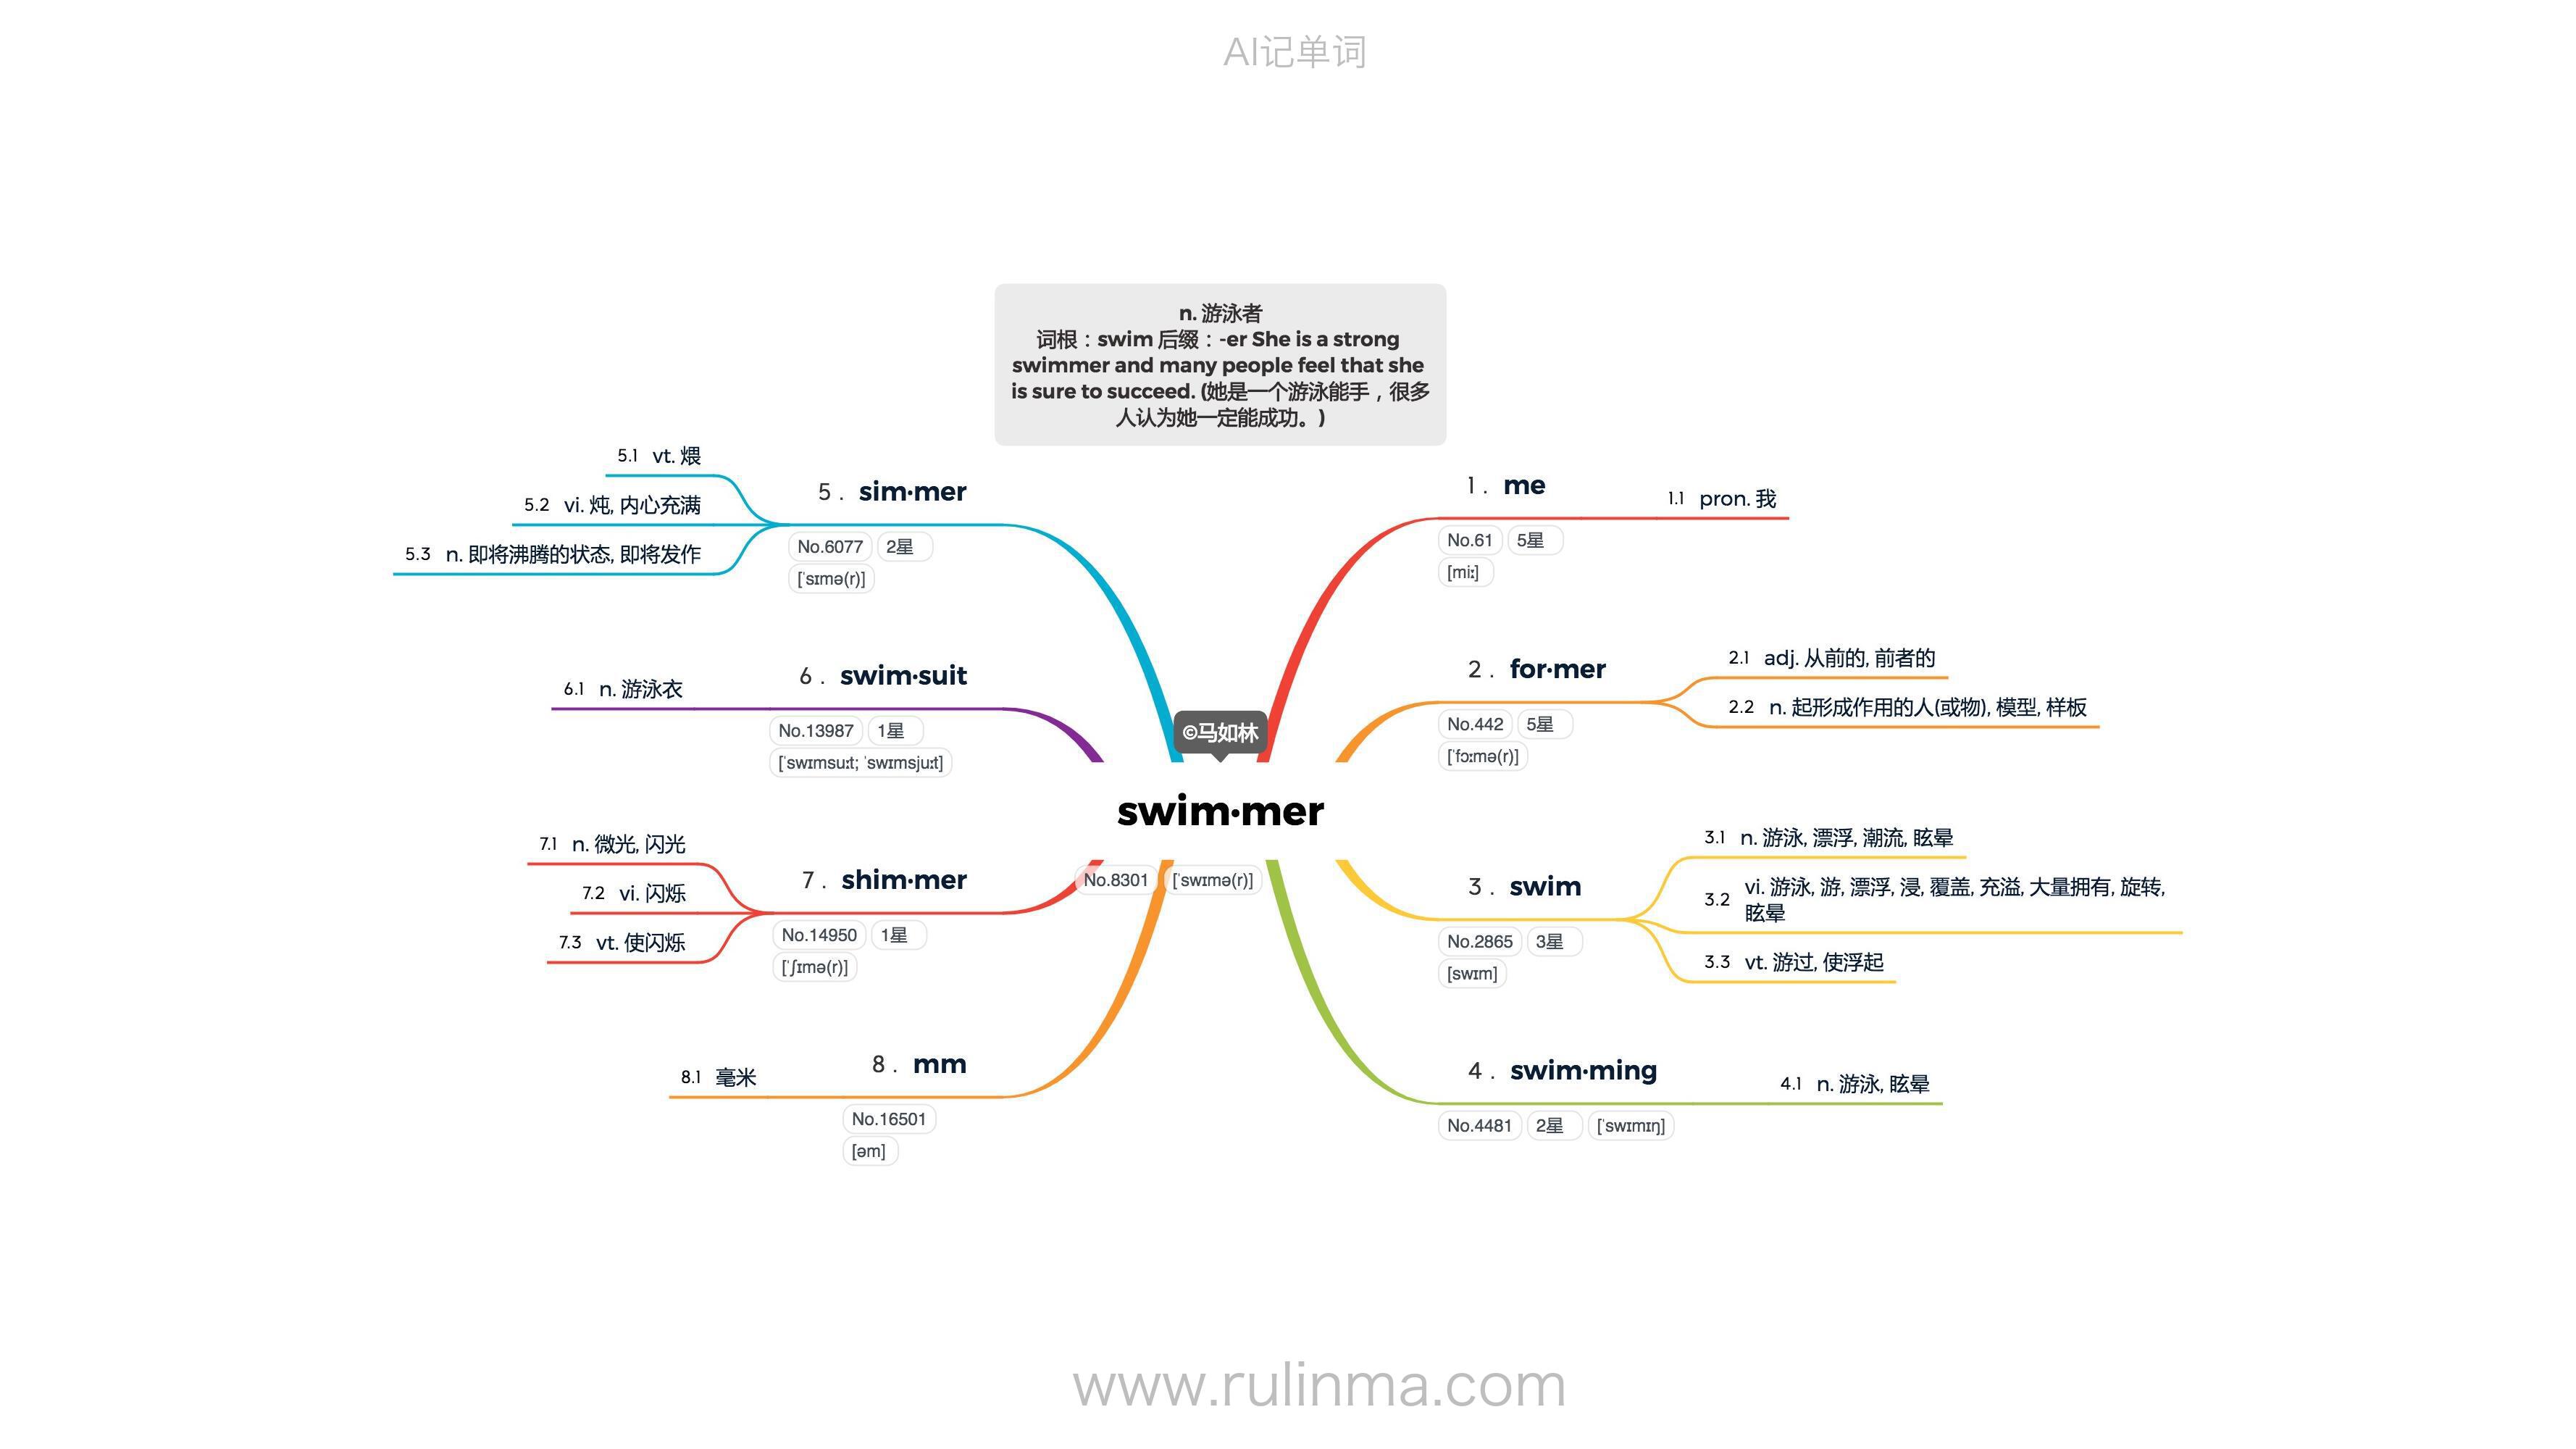 AI记单词
n. 游泳者
词根：swim 后缀：-er She is a strong
swimmer and many people feel that she
is sure to succeed. (她是一个游泳能手，很多
人认为她一定能成功。)
©马如林
swim·mer
No.8301 [ˈswɪmə(r)]
1. me
No.61 5星
[miː]
1.1 pron. 我
2. for·mer
No.442 5星
[ˈfɔːmə(r)]
2.1 adj. 从前的, 前者的
2.2 n. 起形成作用的人(或物), 模型, 样板
3. swim
No.2865 3星
[swɪm]
3.1 n. 游泳, 漂浮, 潮流, 眩晕
3.2 vi. 游泳, 游, 漂浮, 浸, 覆盖, 充溢, 大量拥有, 旋转,
眩晕
3.3 vt. 游过, 使浮起
4. swim·ming
No.4481 2星 [ˈswɪmɪŋ]
4.1 n. 游泳, 眩晕
5. sim·mer
No.6077 2星
[ˈsɪmə(r)]
5.1 vt. 煨
5.2 vi. 炖, 内心充满
5.3 n. 即将沸腾的状态, 即将发作
6. swim·suit
No.13987 1星
[ˈswɪmsuːt; ˈswɪmsjuːt]
6.1 n. 游泳衣
7. shim·mer
No.14950 1星
[ˈʃɪmə(r)]
7.1 n. 微光, 闪光
7.2 vi. 闪烁
7.3 vt. 使闪烁
8. mm
No.16501
[əm]
8.1 毫米
www.rulinma.com